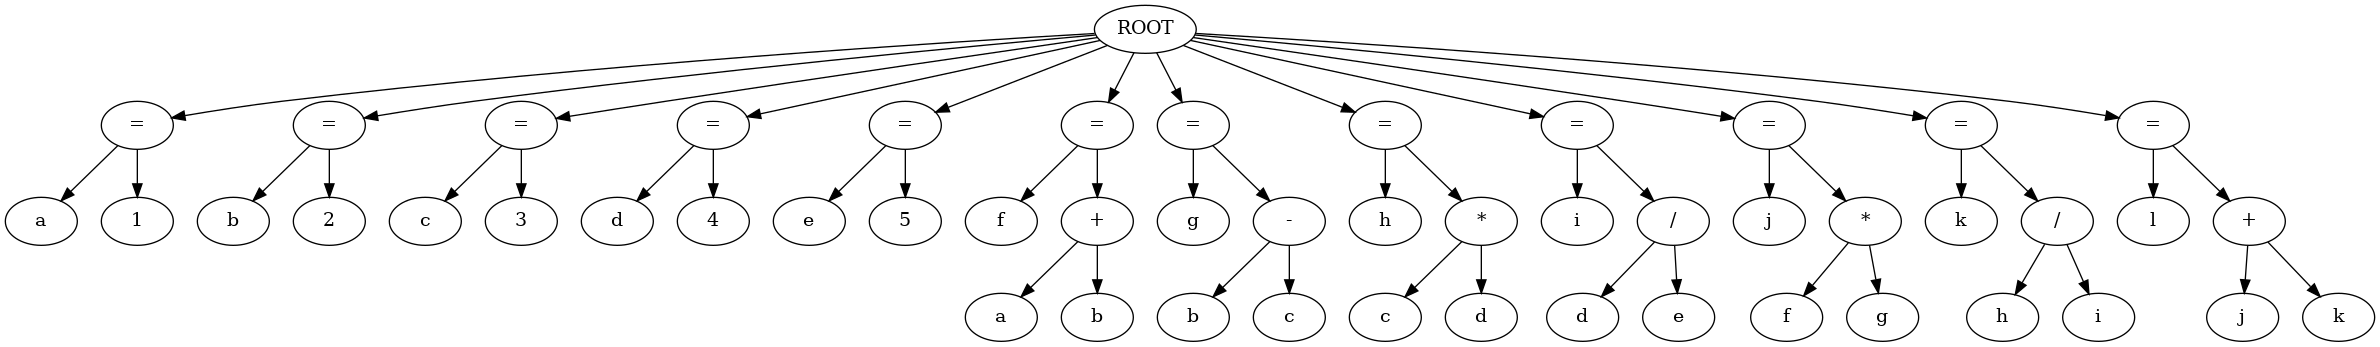 ROOT
= = = = = = = = = = = =
a 1 b 2 c 3 d 4 e 5 f + g - h * i / j * k / l +
a b b c c d d e f g h i j k